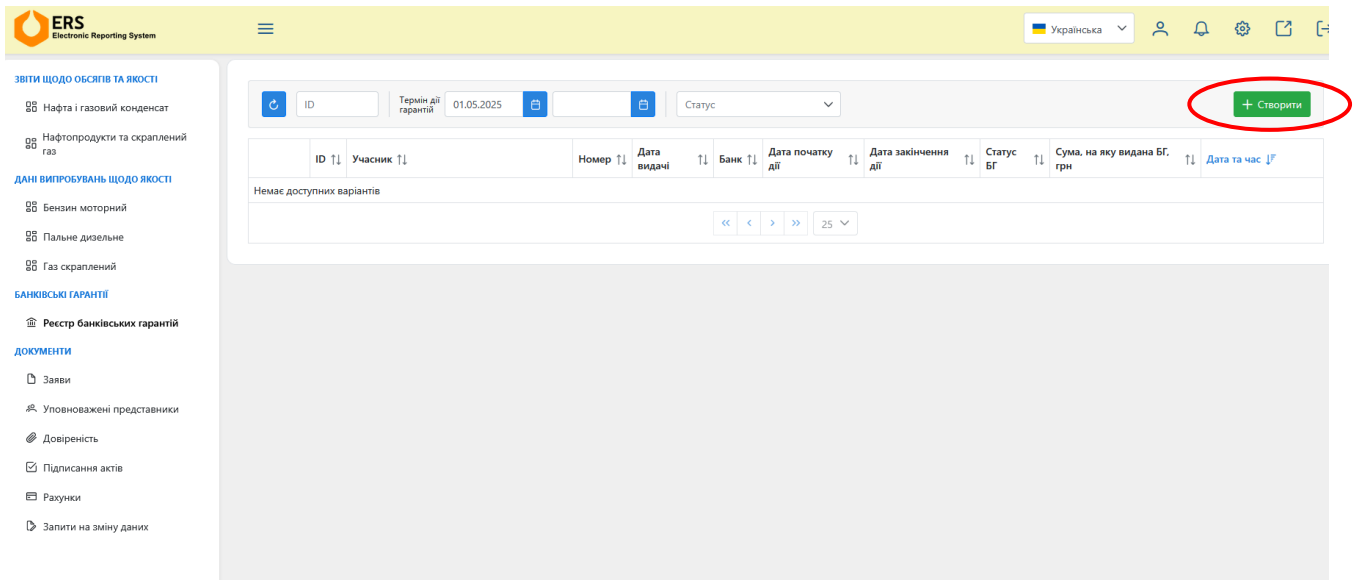 ERS
Electronic Reporting System
Українська
ЗВІТИ ЩОДО ОБСЯГІВ ТА ЯКОСТІ
Нафта і газовий конденсат
Нафтопродукти та скраплений
газ
ДАНІ ВИПРОБУВАНЬ ЩОДО ЯКОСТІ
Бензин моторний
Пальне дизельне
Газ скраплений
БАНКІВСЬКІ ГАРАНТІЇ
Реєстр банківських гарантій
ДОКУМЕНТИ
Заяви
Уповноважені представники
Довіреність
Підписання актів
Рахунки
Запити на зміну даних
ID
Термін дії
гарантій
01.05.2025
Статус
+ Створити
ID
Учасник
Номер
Дата
видачі
Банк
Дата початку
дії
Дата закінчення
дії
Статус
БГ
Сума, на яку видана БГ,
грн
Дата та час
Немає доступних варіантів
25